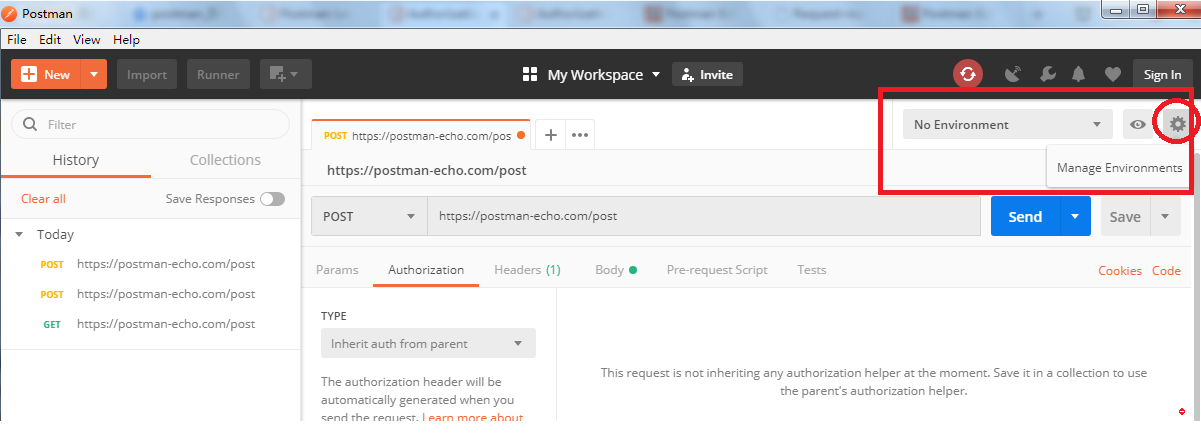 Postman
File Edit View Help
New Import Runner My Workspace Invite Sign In
Filter
History Collections
Clear all Save Responses
Today
POST https://postman-echo.com/post
POST https://postman-echo.com/post
GET https://postman-echo.com/post
POST https://postman-echo.com/pos
No Environment
Manage Environments
https://postman-echo.com/post
POST https://postman-echo.com/post Send Save
Params Authorization Headers (1) Body Pre-request Script Tests Cookies Code
TYPE
Inherit auth from parent
The authorization header will be
automatically generated when you
send the request. Learn more about
This request is not inheriting any authorization helper at the moment. Save it in a collection to use
the parent's authorization helper.